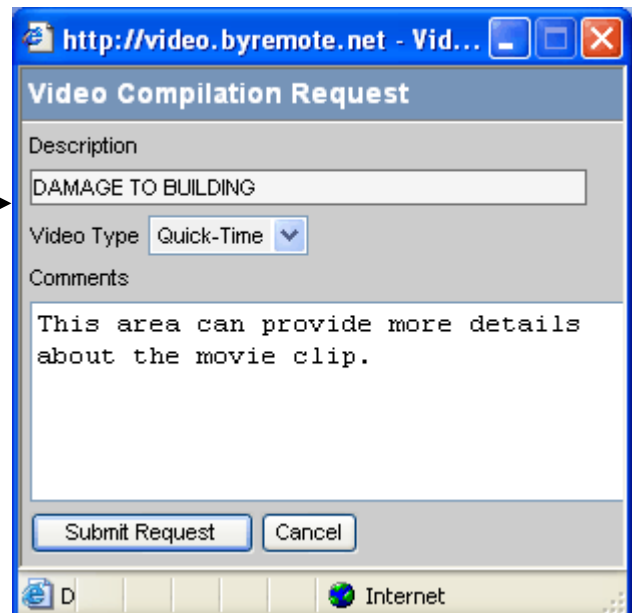 http://video.byremote.net - Vid...
Video Compilation Request
Description
DAMAGE TO BUILDING
Video Type Quick-Time
Comments
This area can provide more details
about the movie clip.
Submit Request Cancel
D Internet